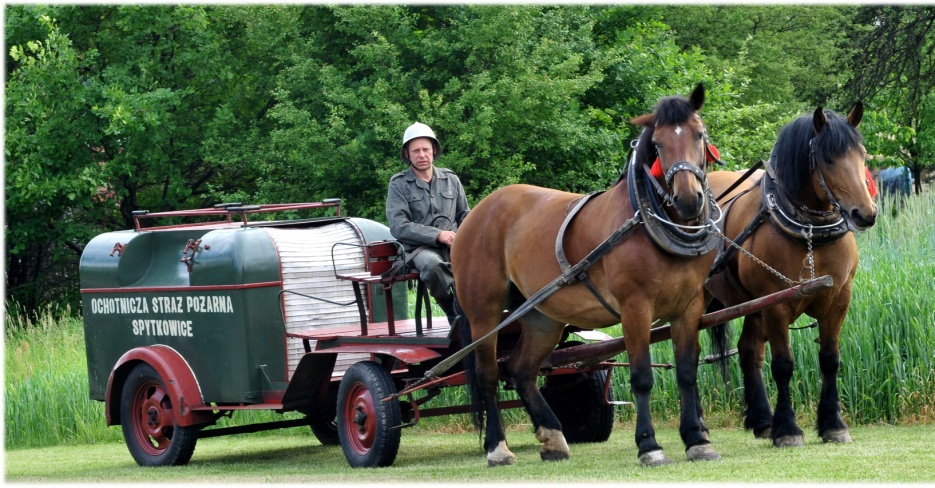 OCHOTNICZA STRAZ POZARNA
SPYTKOWICE